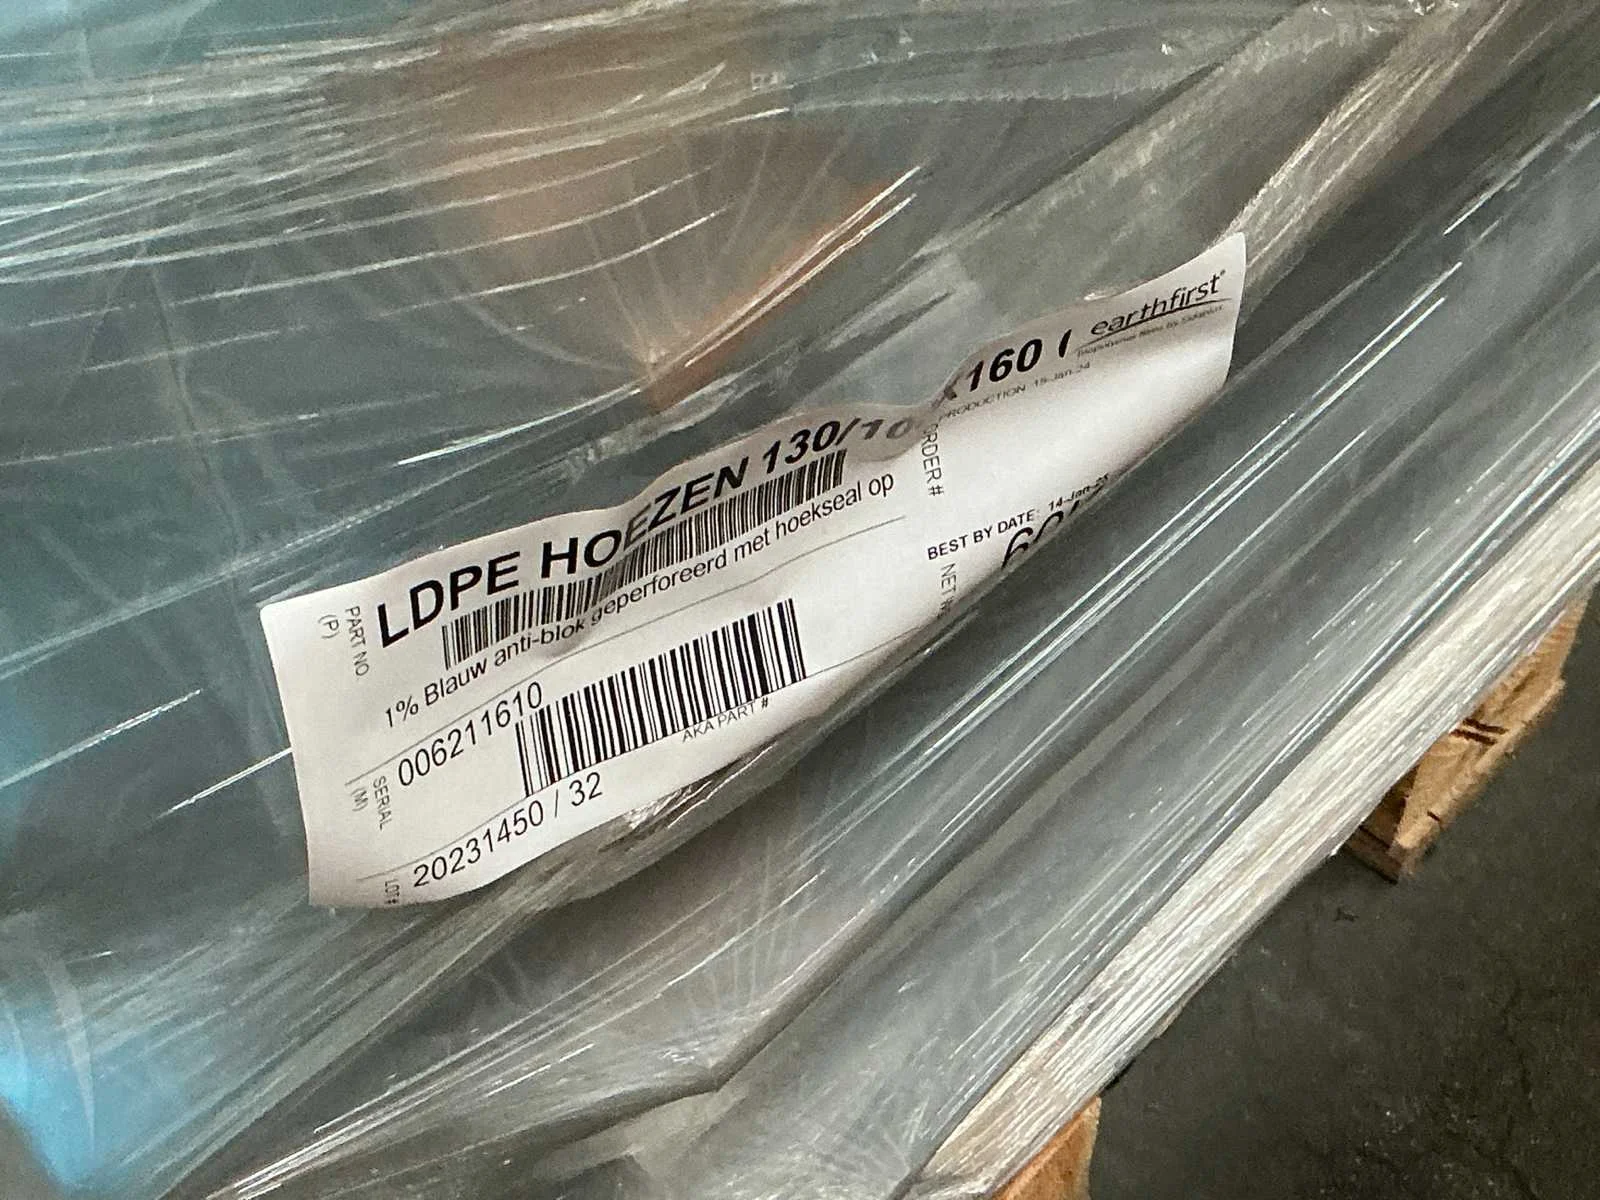 earthfirst®
LDPE HOEZEN 130/10 X160
PART NO
(P)
PRODUCTION 15-Jan-24
1% Blauw anti-blok geperforeerd met hoekseal op
ORDER #
006211610
SERIAL
(M)
BEST BY DATE: 14-Jan-25
NET
AKA PART #
20231450 / 32
LOT#